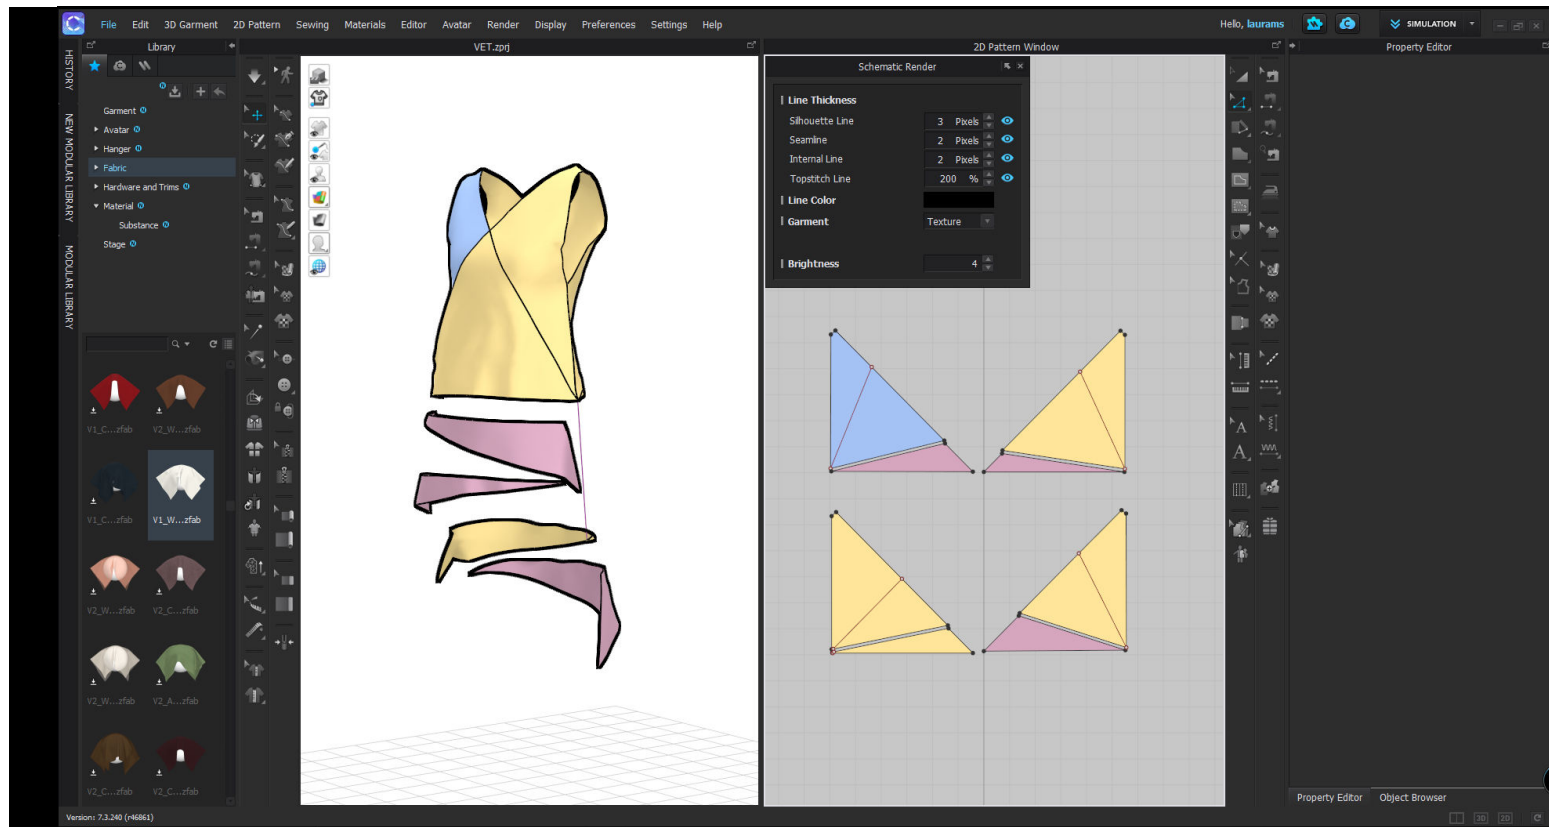 File Edit 3D Garment 2D Pattern Sewing Materials Editor Avatar Render Display Preferences Settings Help
Hello, laurams
SIMULATION
Library
VET.zprj
2D Pattern Window
Property Editor
HISTORY
NEW MODULAR LIBRARY
MODULAR LIBRARY
Garment
Avatar
Hanger
Fabric
Hardware and Trims
Material
Substance
Stage
V1_C...zfab V2_W...zfab
V1_C...zfab V1_W...zfab
V2_W...zfab V2_C...zfab
V2_W...zfab V2_A...zfab
V2_C...zfab V2_C...zfab
Schematic Render
Line Thickness
Silhouette Line 3 Pixels
Seamline 2 Pixels
Internal Line 2 Pixels
Topstitch Line 200 %
Line Color
Garment Texture
Brightness 4
A
A
Property Editor Object Browser
Version: 7.3.240 (r46861)
3D 2D